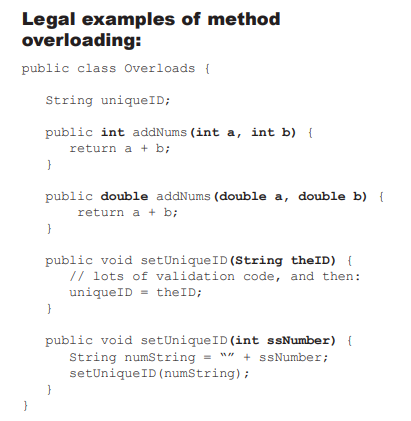 Legal examples of method
overloading:
public class Overloads {
String uniqueID;
public int addNums(int a, int b) {
return a + b;
}
public double addNums(double a, double b) {
return a + b;
}
public void setUniqueID(String theID) {
// lots of validation code, and then:
uniqueID = theID;
}
public void setUniqueID(int ssNumber) {
String numString = “” + ssNumber;
setUniqueID(numString);
}
}